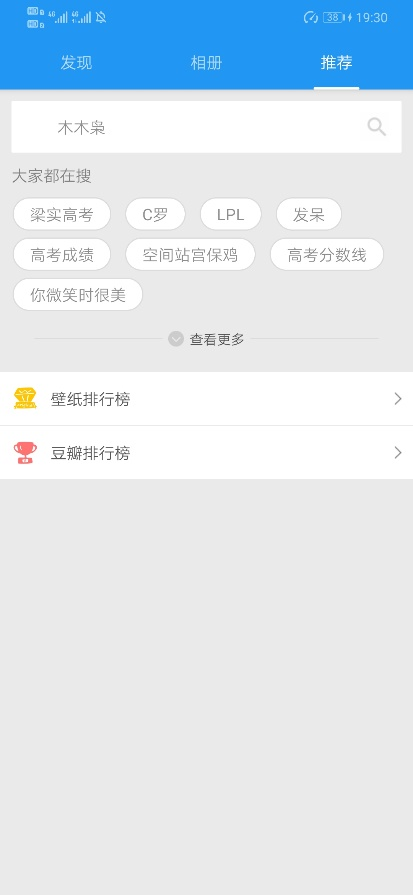 19:30
38
发现 相册 推荐
木木枭
大家都在搜
梁实高考 C罗 LPL 发呆
高考成绩 空间站宫保鸡 高考分数线
你微笑时很美
查看更多
壁纸排行榜
豆瓣排行榜